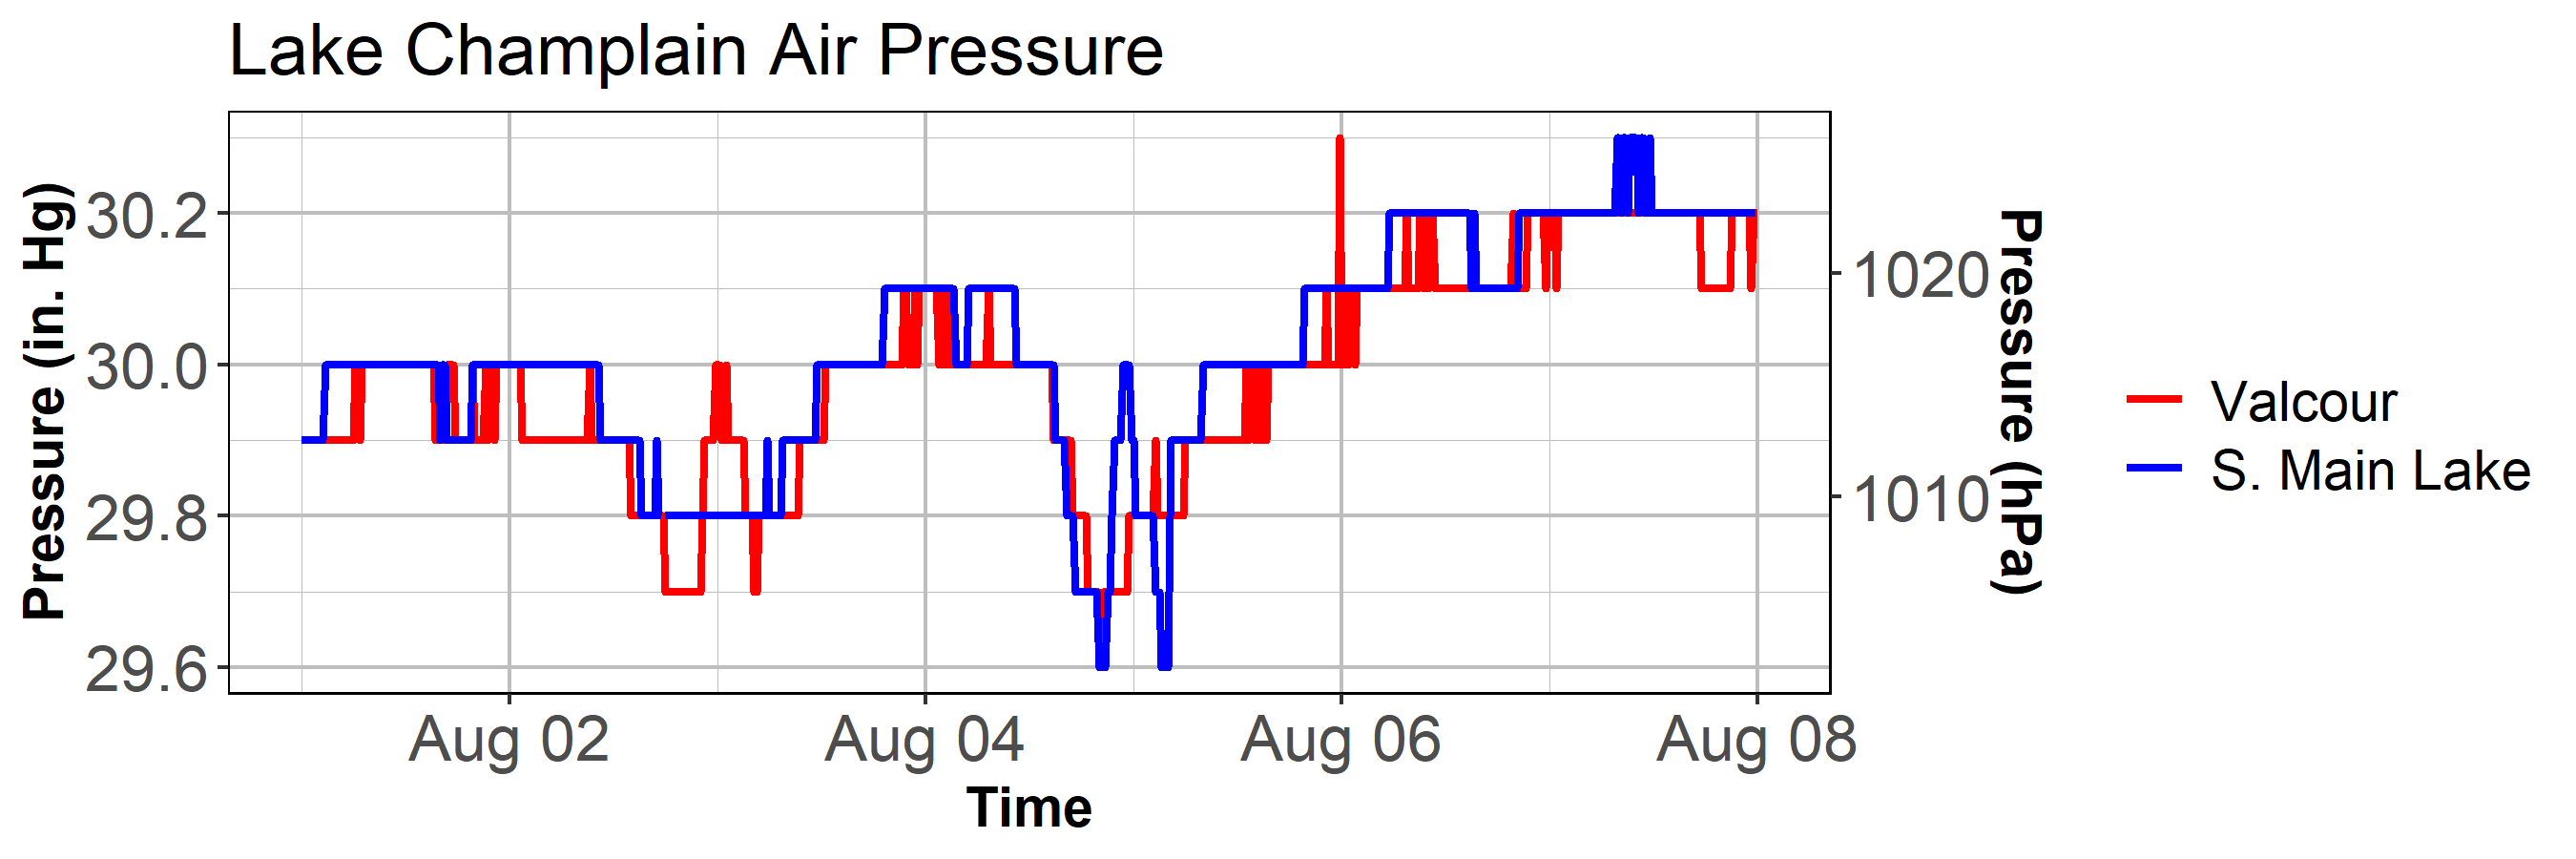 Lake Champlain Air Pressure
Pressure (in. Hg)
30.2
30.0
29.8
29.6
Aug 02
Aug 04
Aug 06
Aug 08
Time
1020
1010
Pressure (hPa)
Valcour
S. Main Lake